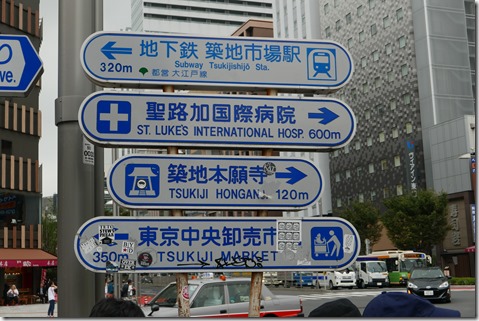 ve.
地下鉄 築地市場駅
Subway Tsukijishijō Sta.
320m
都営 大江戸線
聖路加国際病院
ST. LUKE'S INTERNATIONAL HOSP. 600m
築地本願寺
TSUKIJI HONGAN 120m
東京中央卸売市
350m
TSUKIJI MARKET